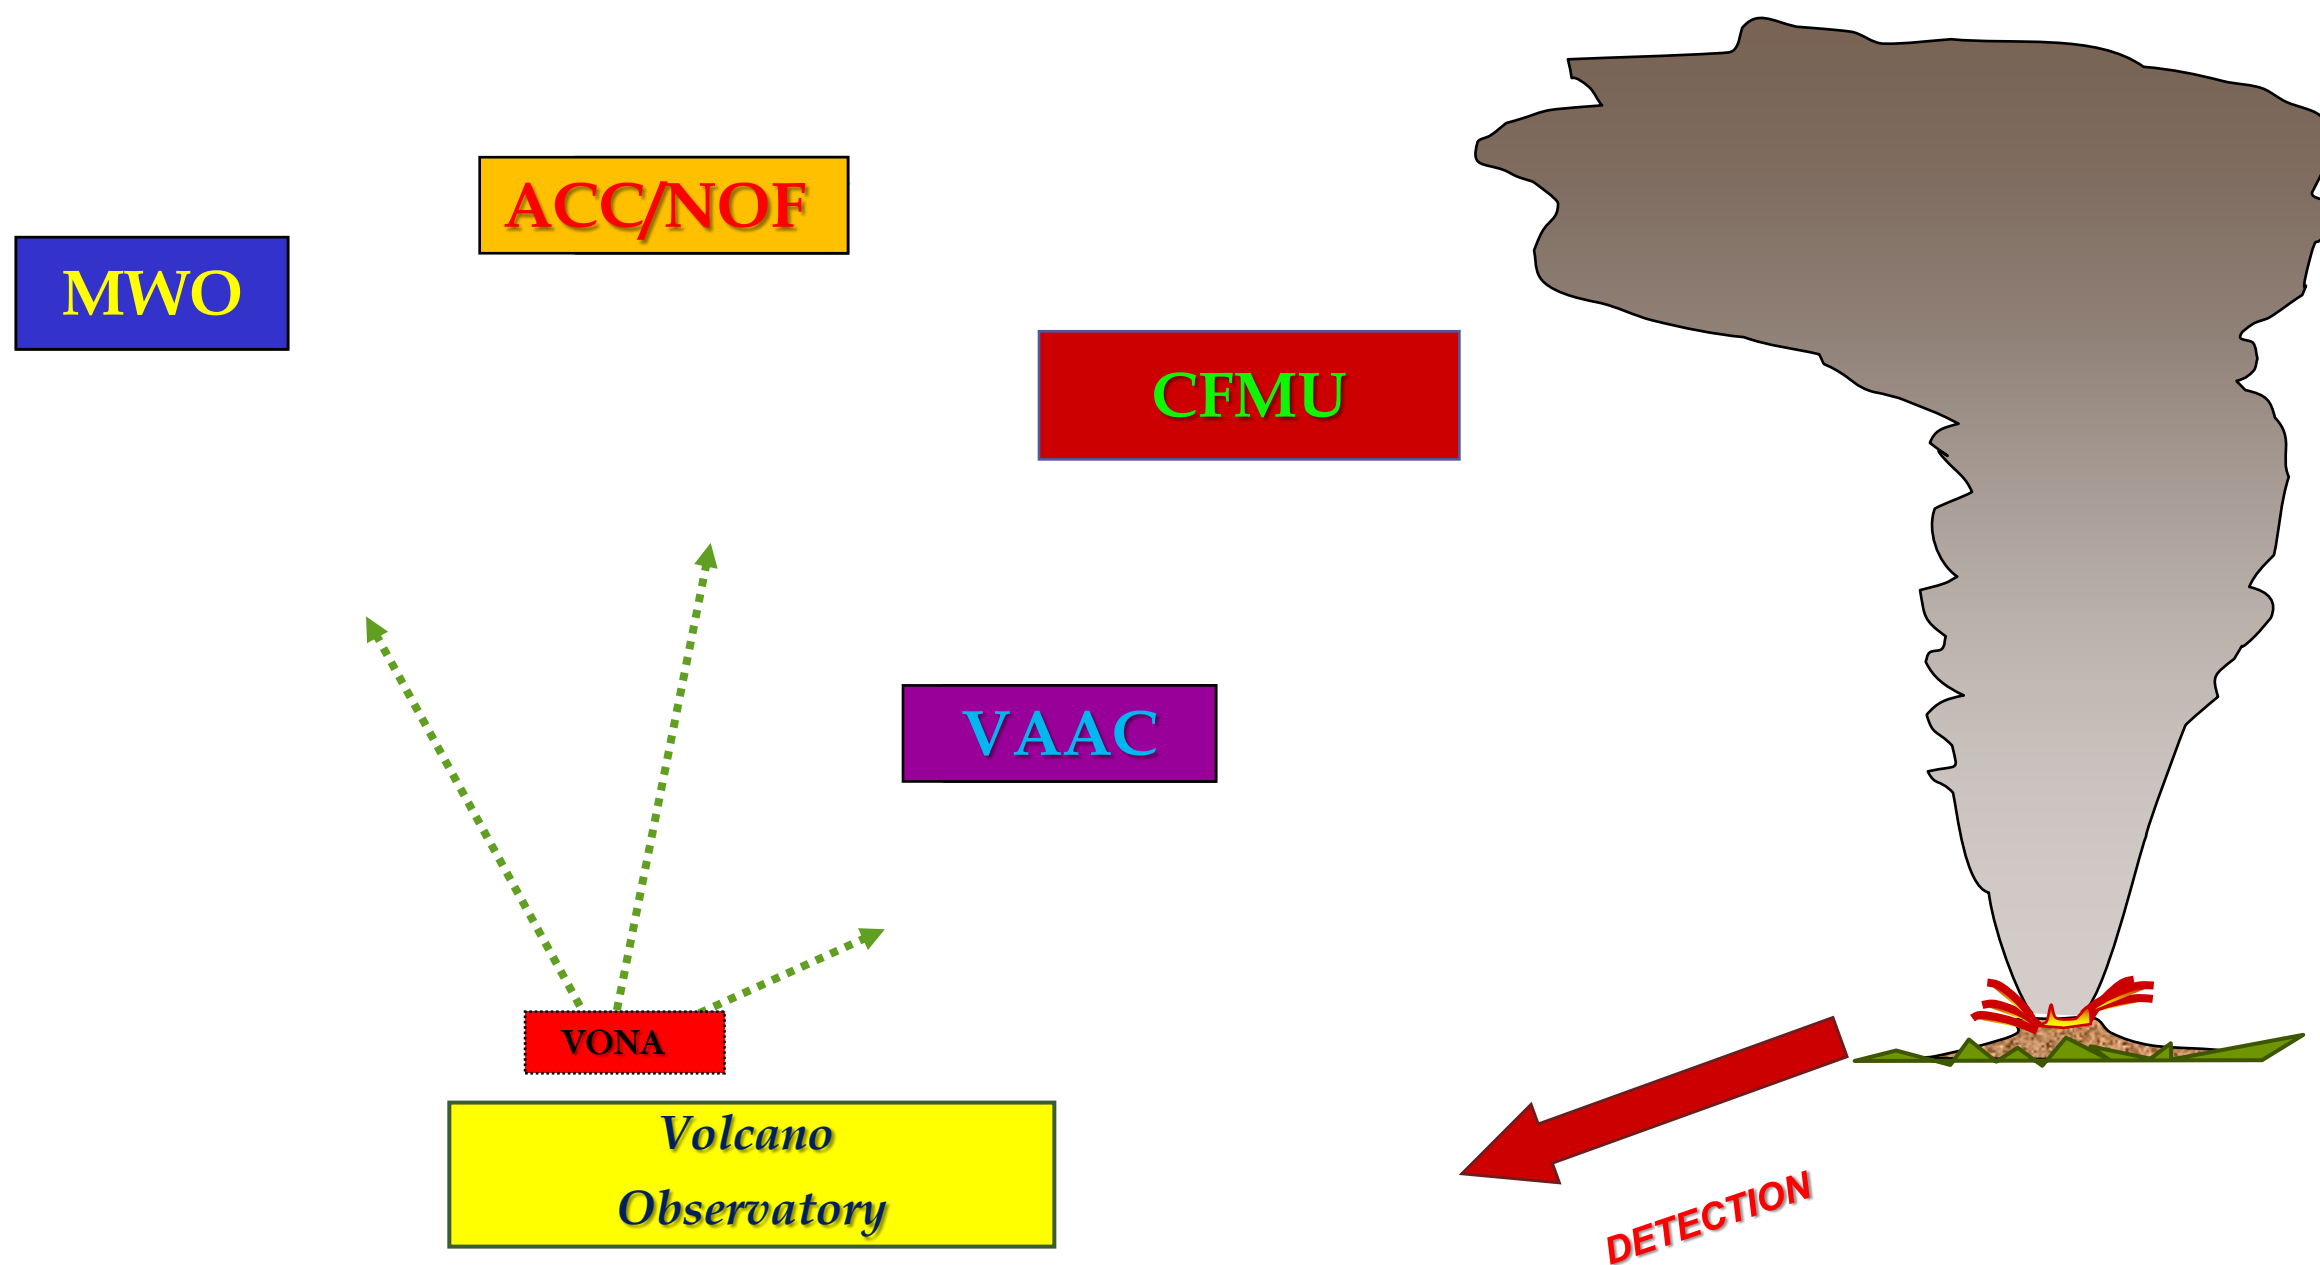 ACC/NOF
MWO
CFMU
VAAC
VONA
Volcano
Observatory
DETECTION